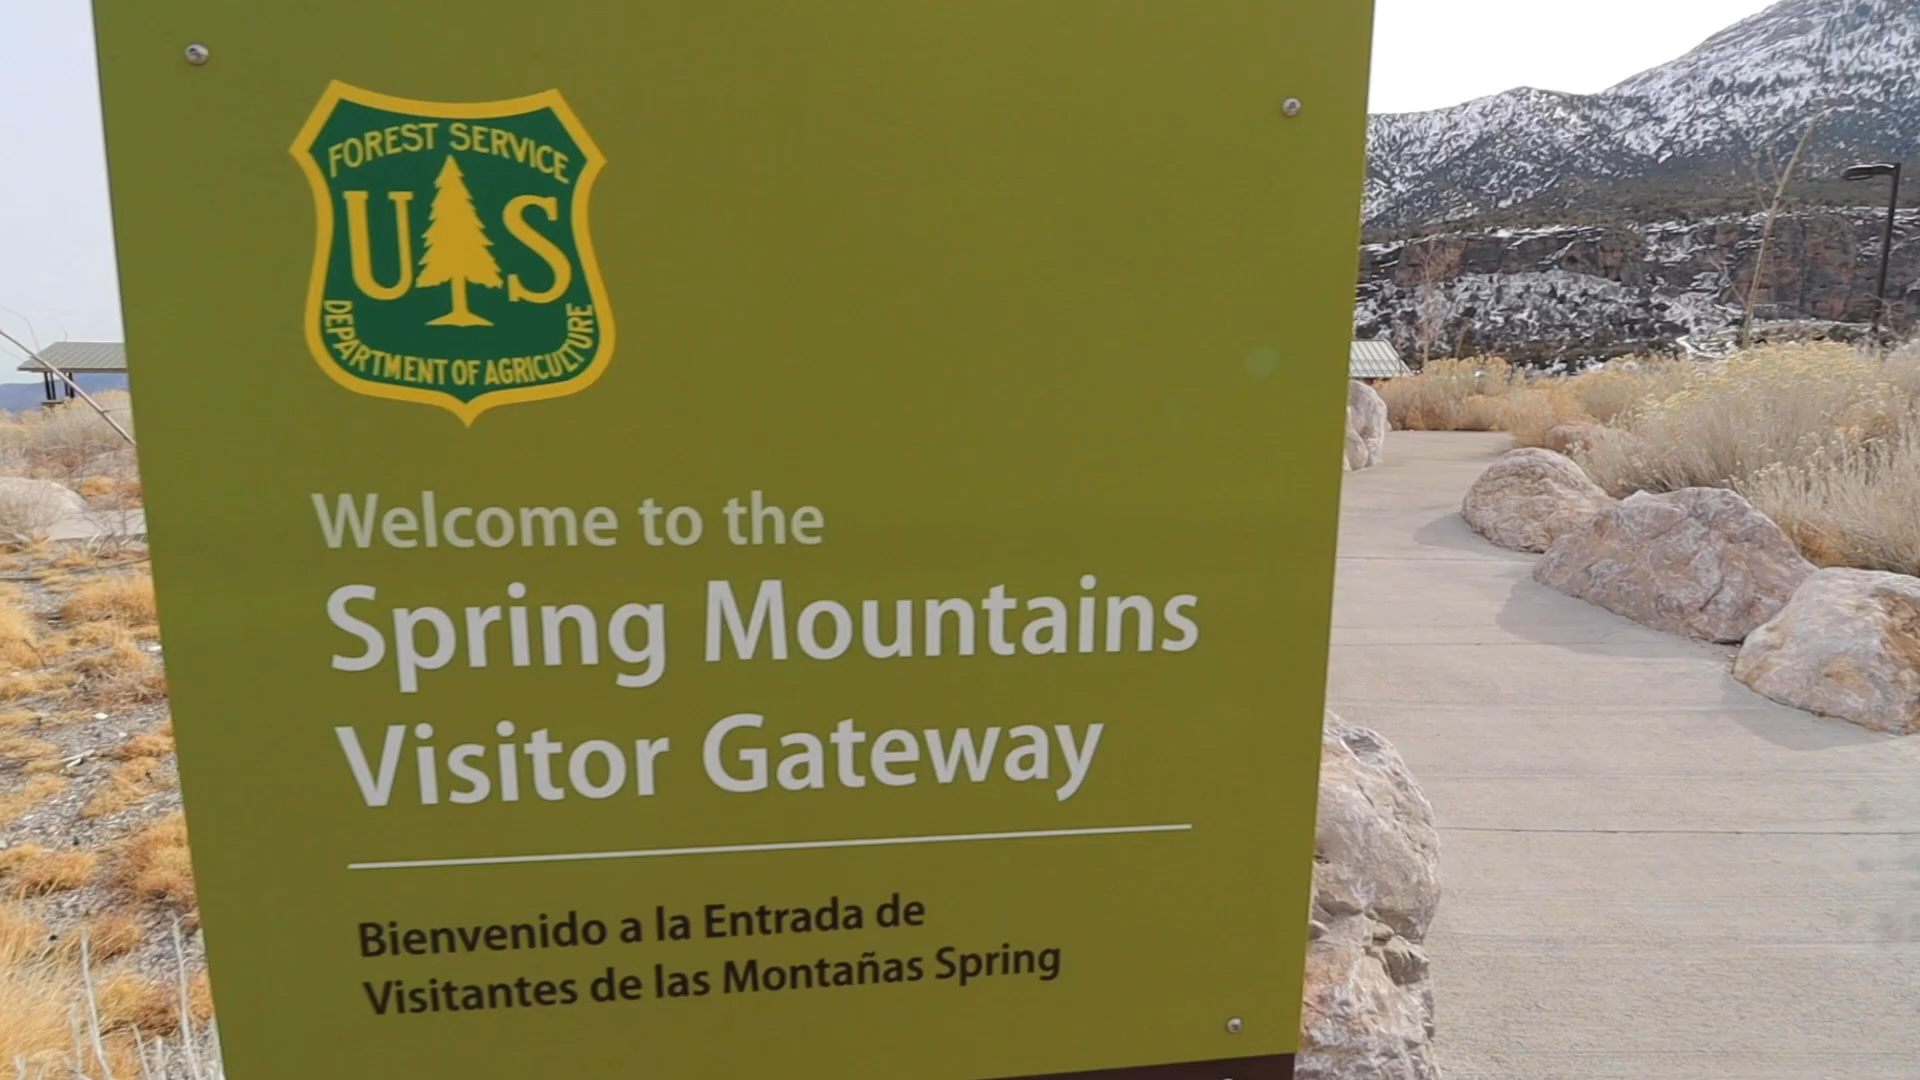 FOREST SERVICE
U S
DEPARTMENT OF AGRICULTURE
Welcome to the
Spring Mountains
Visitor Gateway
Bienvenido a la Entrada de
Visitantes de las Montañas Spring